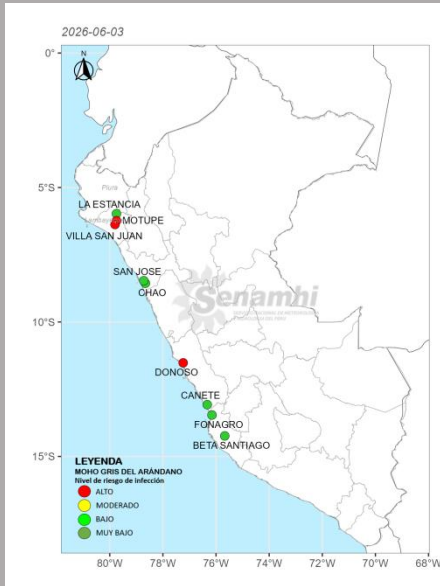 2026-06-03
N
0°
5°S
10°S
15°S
Piura
LA ESTANCIA
MOTUPE
VILLA SAN JUAN
SAN JOSE
CHAO
Senamhi
DONOSO
CANETE
FONAGRO
BETA SANTIAGO
LEYENDA
MOHO GRIS DEL ARÁNDANO
Nivel de riesgo de infección
ALTO
MODERADO
BAJO
MUY BAJO
80°W
78°W
76°W
74°W
72°W
70°W
68°W